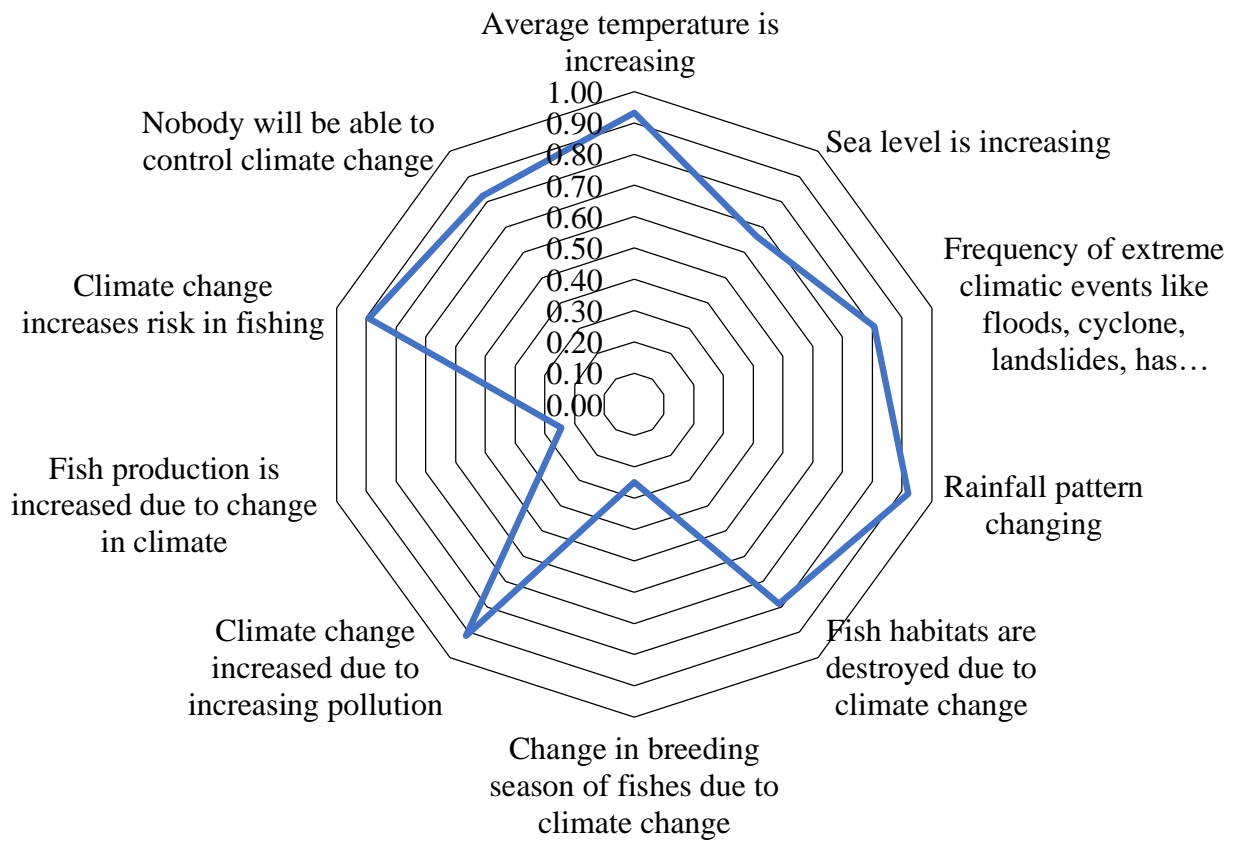 Average temperature is
increasing
Sea level is increasing
Frequency of extreme
climatic events like
floods, cyclone,
landslides, has…
Rainfall pattern
changing
Fish habitats are
destroyed due to
climate change
Change in breeding
season of fishes due to
climate change
Climate change
increased due to
increasing pollution
Fish production is
increased due to change
in climate
Climate change
increases risk in fishing
Nobody will be able to
control climate change
1.00
0.90
0.80
0.70
0.60
0.50
0.40
0.30
0.20
0.10
0.00